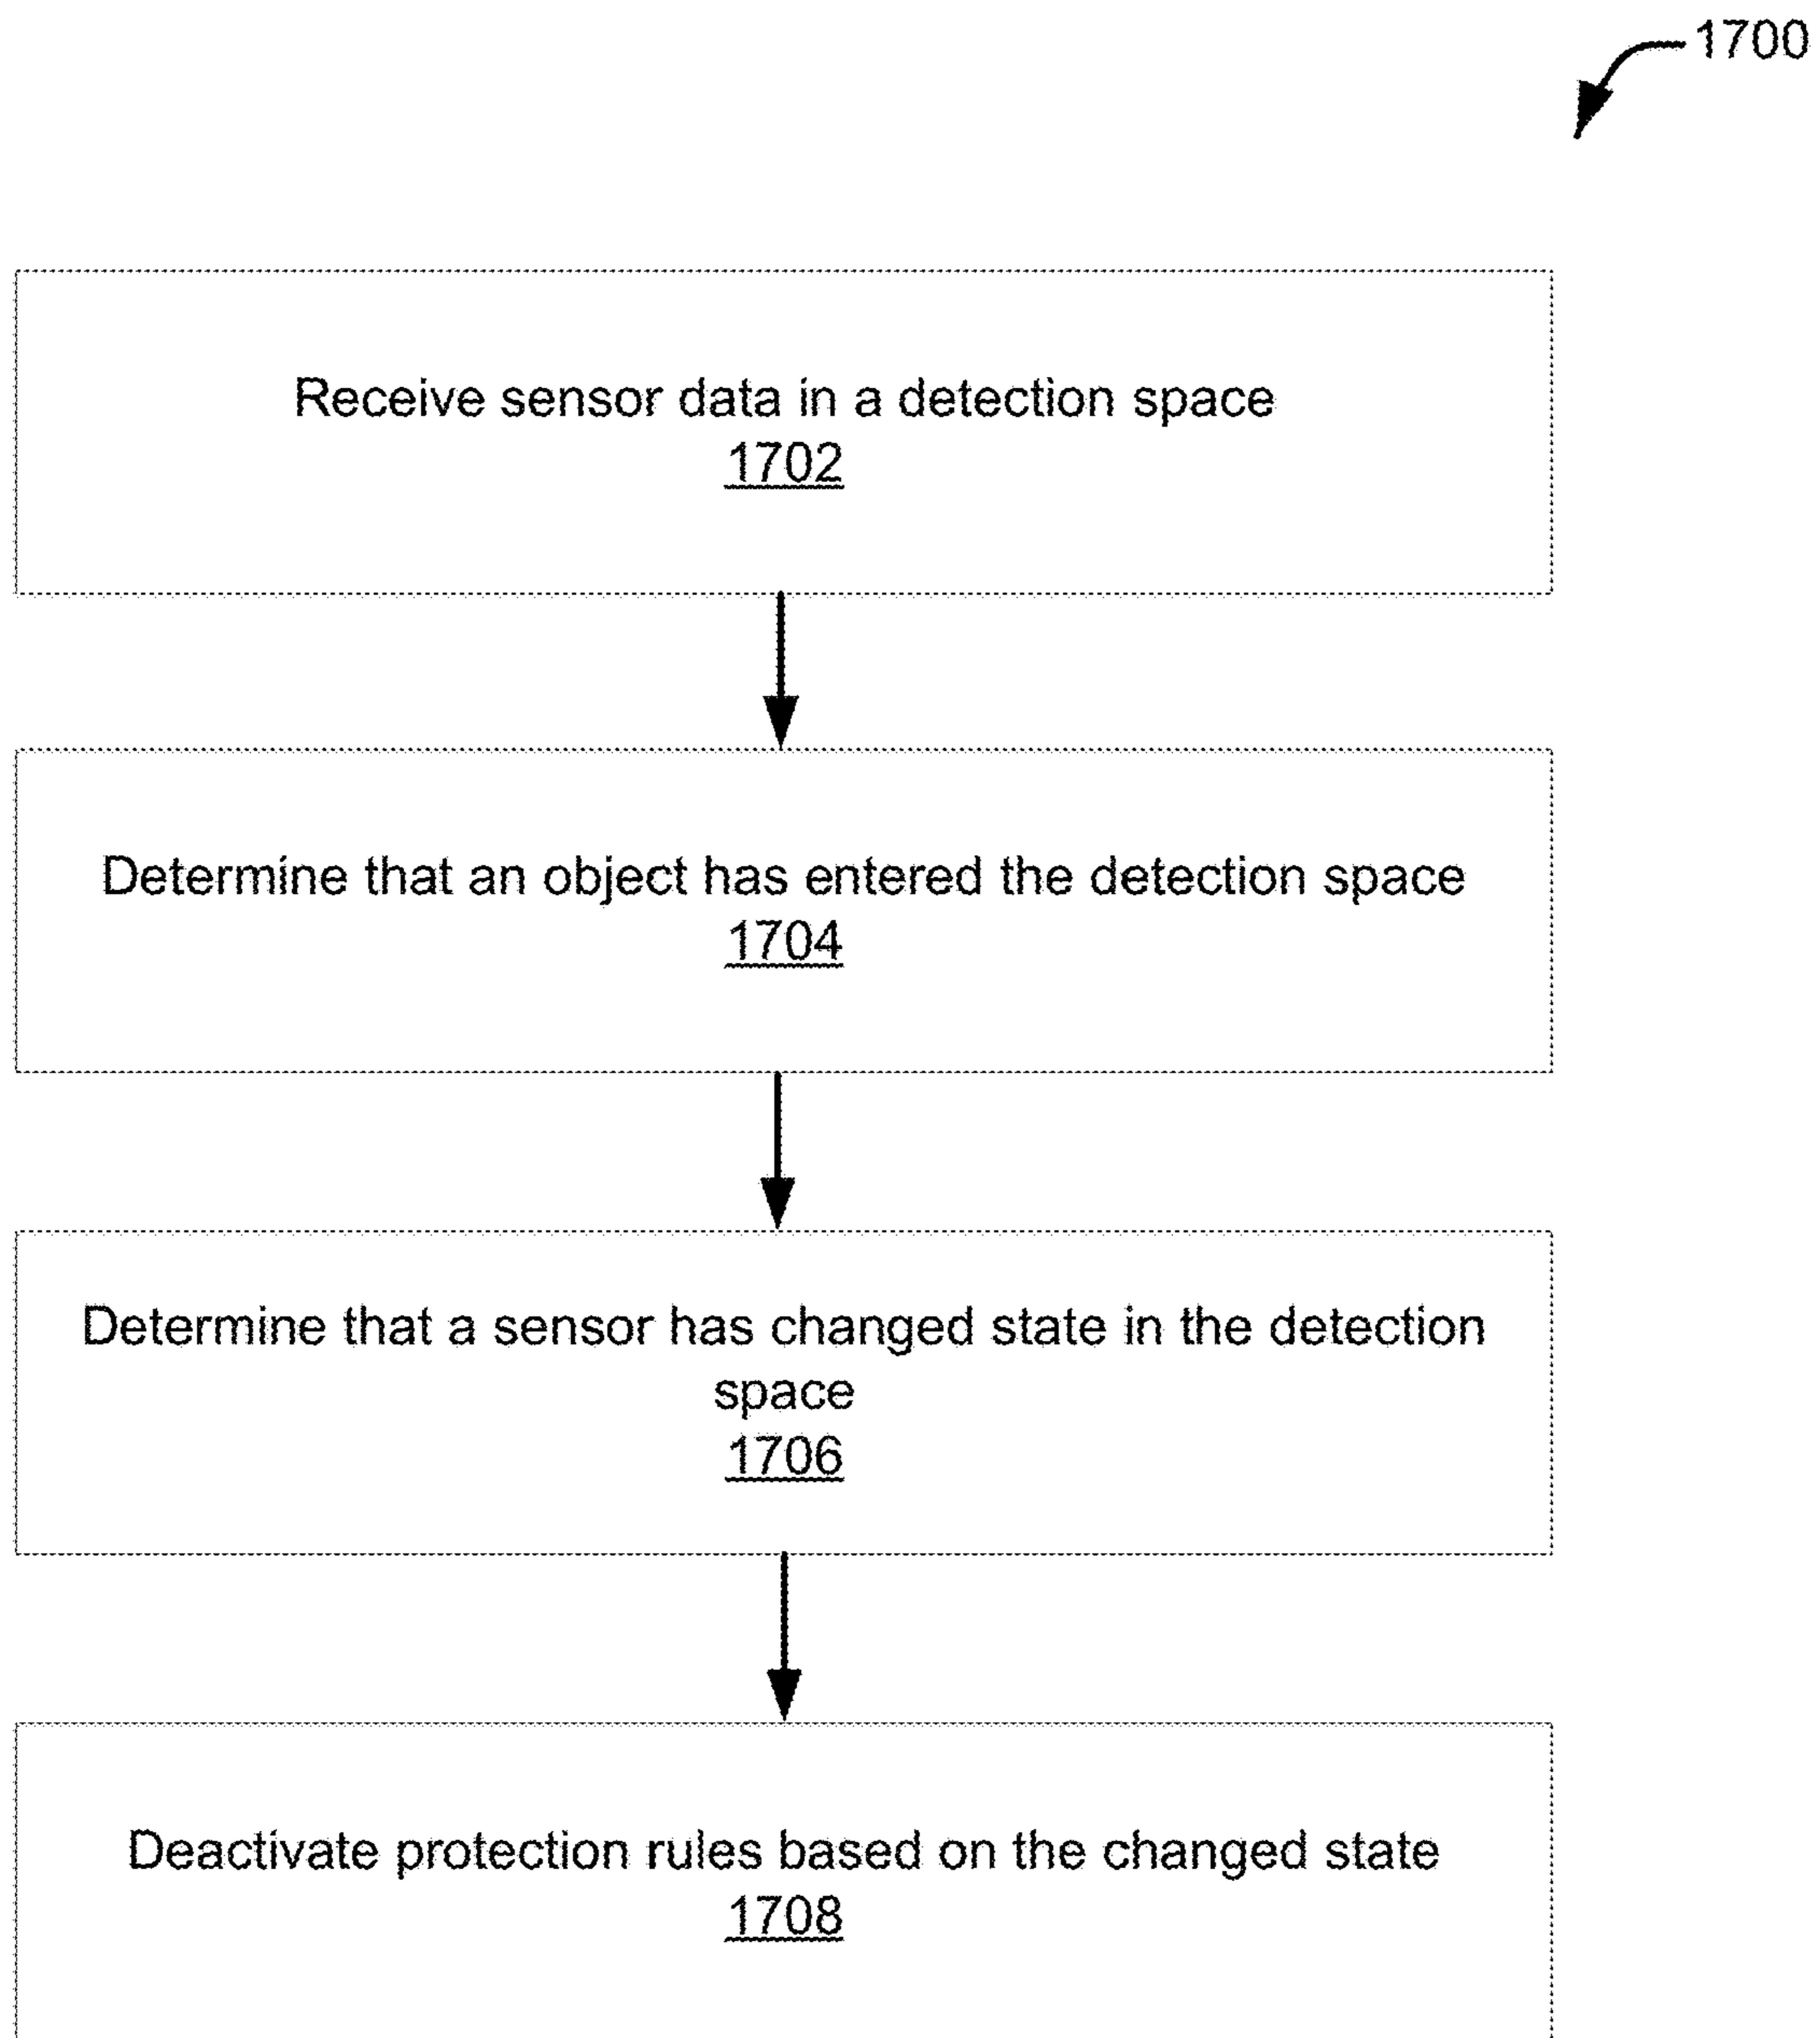 1700
Receive sensor data in a detection space
1702
Determine that an object has entered the detection space
1704
Determine that a sensor has changed state in the detection
space
1706
Deactivate protection rules based on the changed state
1708